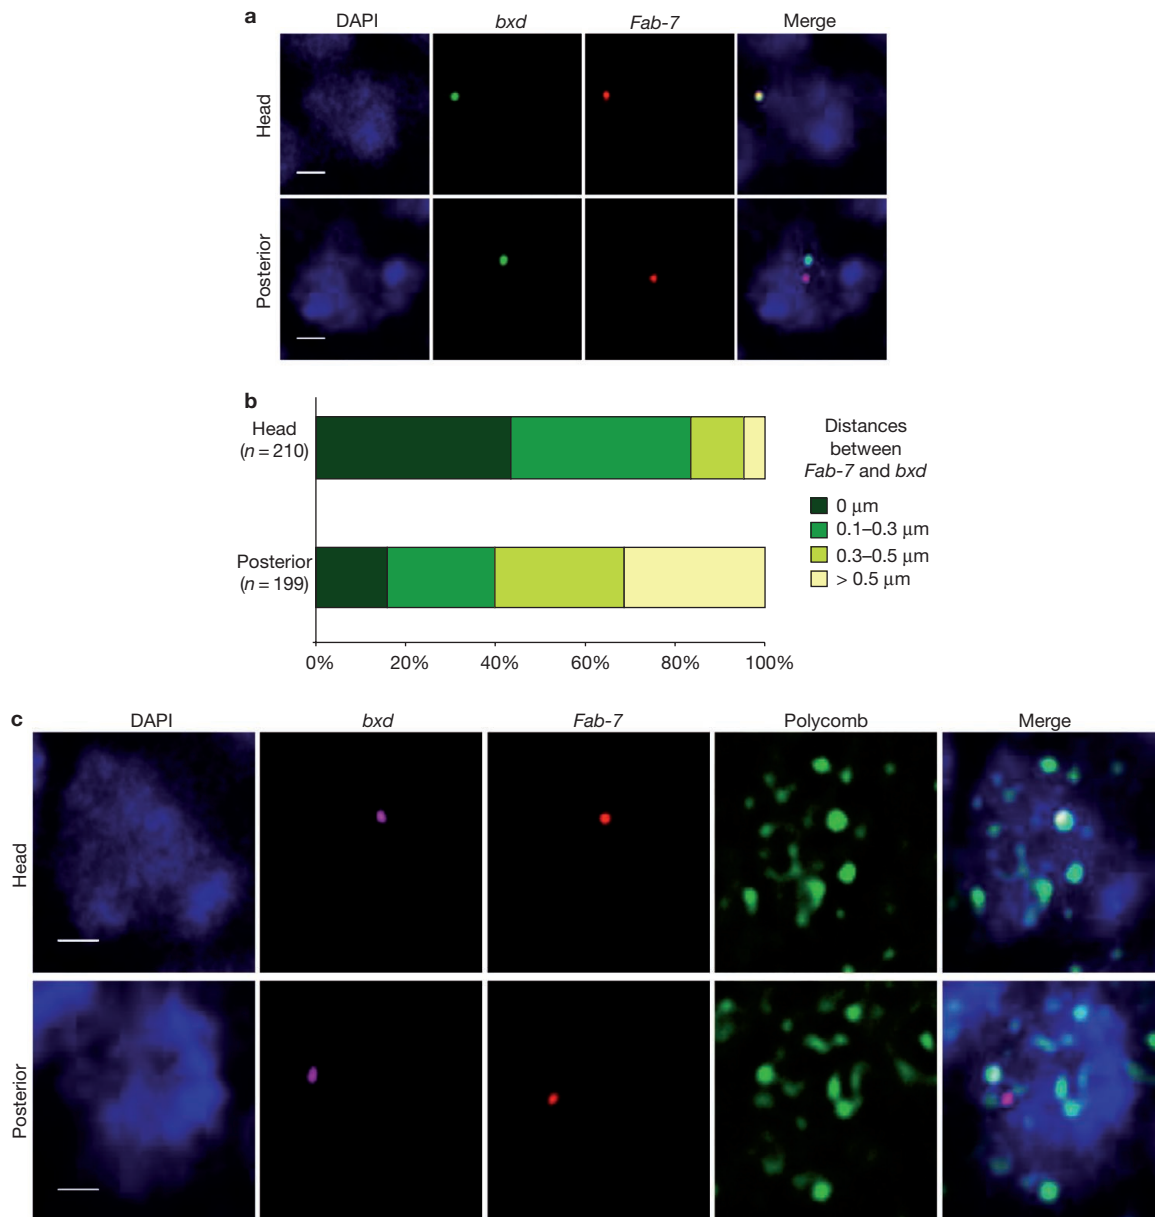 a
DAPI bxd Fab-7 Merge
Head
Posterior
b
Head
(n = 210)
Posterior
(n = 199)
0% 20% 40% 60% 80% 100%
Distances
between
Fab-7 and bxd
0 μm
0.1–0.3 μm
0.3–0.5 μm
> 0.5 μm
c
DAPI bxd Fab-7 Polycomb Merge
Head
Posterior